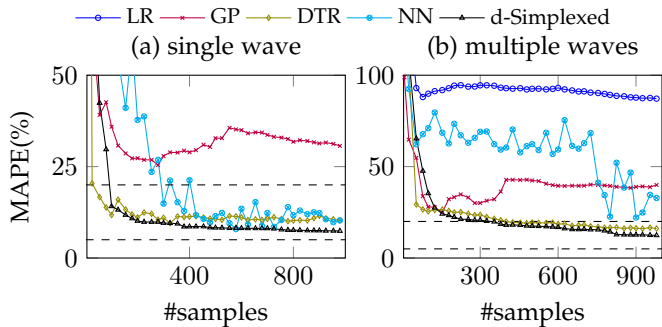 LR GP DTR NN d-Simplexed
(a) single wave (b) multiple waves
MAPE(%)
50
25
0
400 800
#samples
100
50
0
300 600 900
#samples